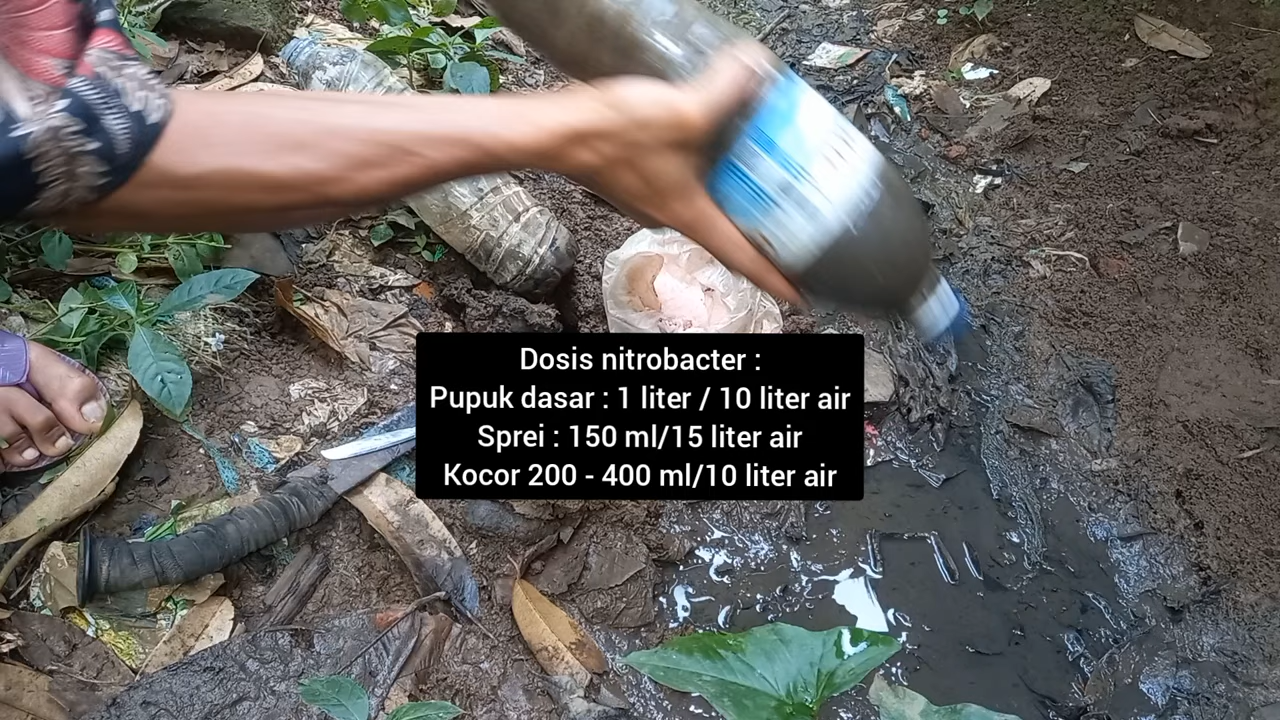 Dosis nitrobacter :
Pupuk dasar : 1 liter / 10 liter air
Sprei : 150 ml/15 liter air
Kocor 200 - 400 ml/10 liter air